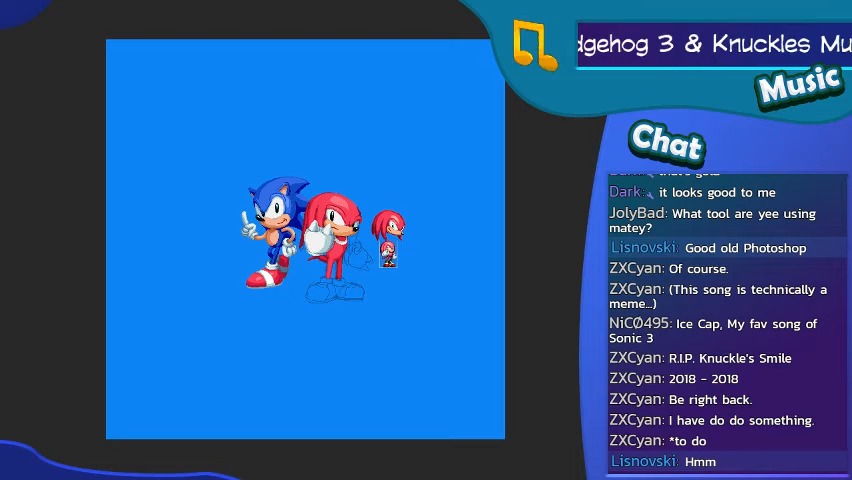 dgehog 3 & Knuckles Mu
Music
Chat
Dark: it looks good to me
JolyBad: What tool are yee using
matey?
Lisnovski: Good old Photoshop
ZXCyan: Of course.
ZXCyan: (This song is technically a
meme...)
NiCØ495: Ice Cap, My fav song of
Sonic 3
ZXCyan: R.I.P. Knuckle's Smile
ZXCyan: 2018 - 2018
ZXCyan: Be right back.
ZXCyan: I have do do something.
ZXCyan: *to do
Lisnovski: Hmm